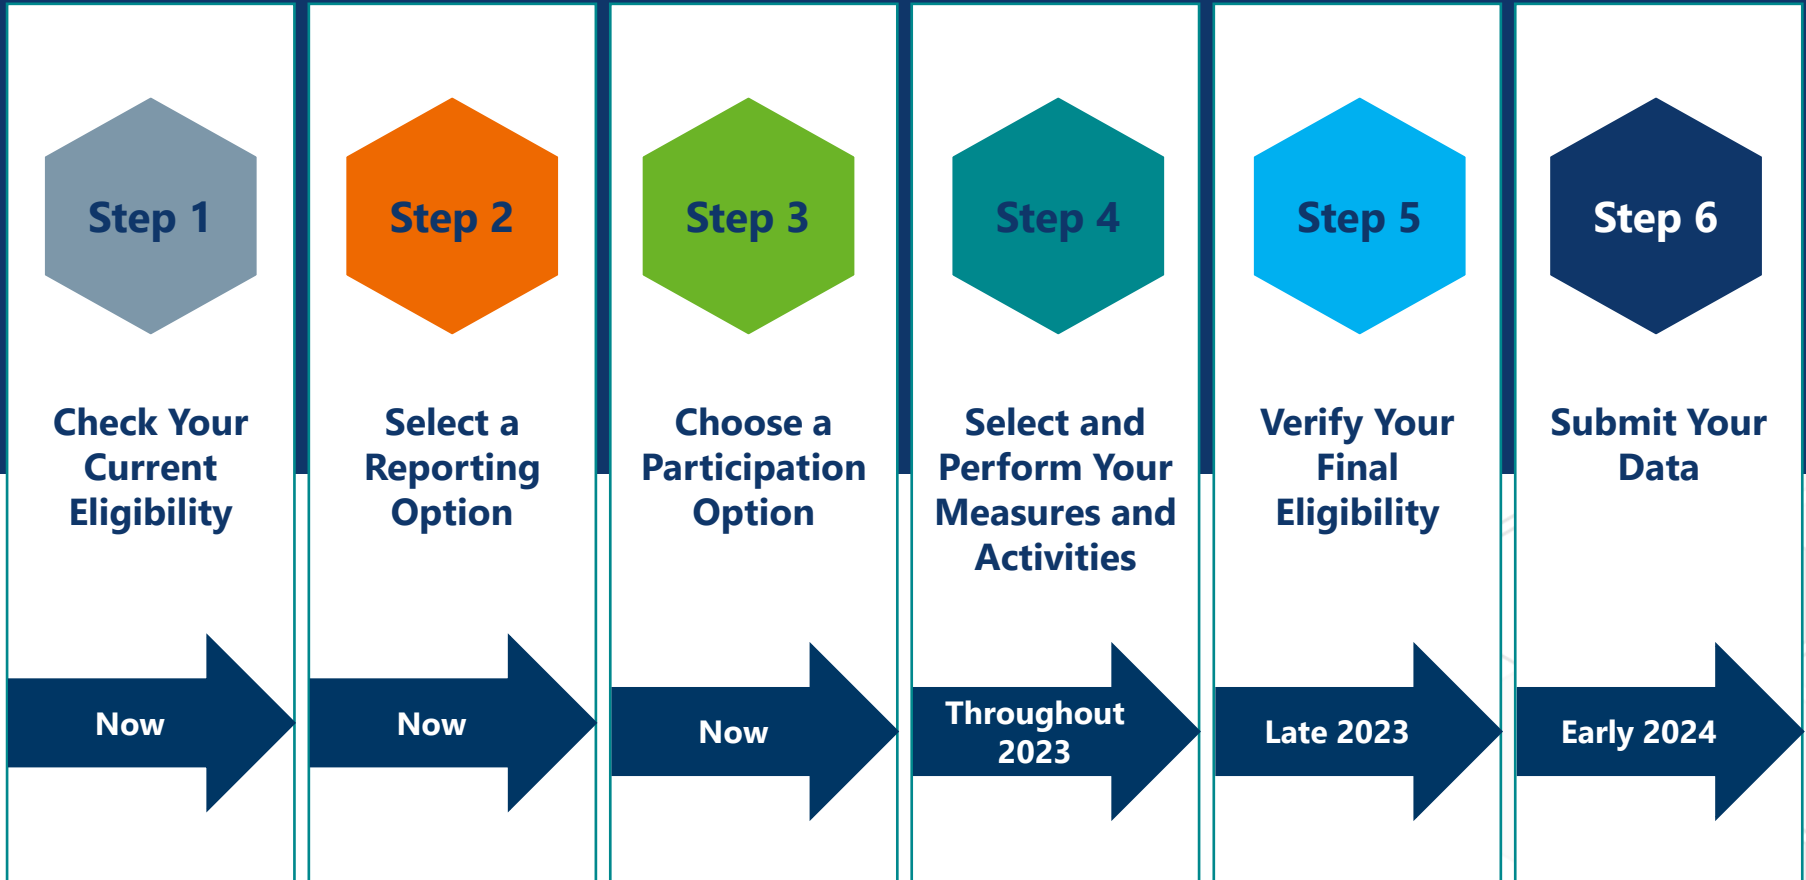 Step 1
Check Your
Current
Eligibility
Now
Step 2
Select a
Reporting
Option
Now
Step 3
Choose a
Participation
Option
Now
Step 4
Select and
Perform Your
Measures and
Activities
Throughout
2023
Step 5
Verify Your
Final
Eligibility
Late 2023
Step 6
Submit Your
Data
Early 2024